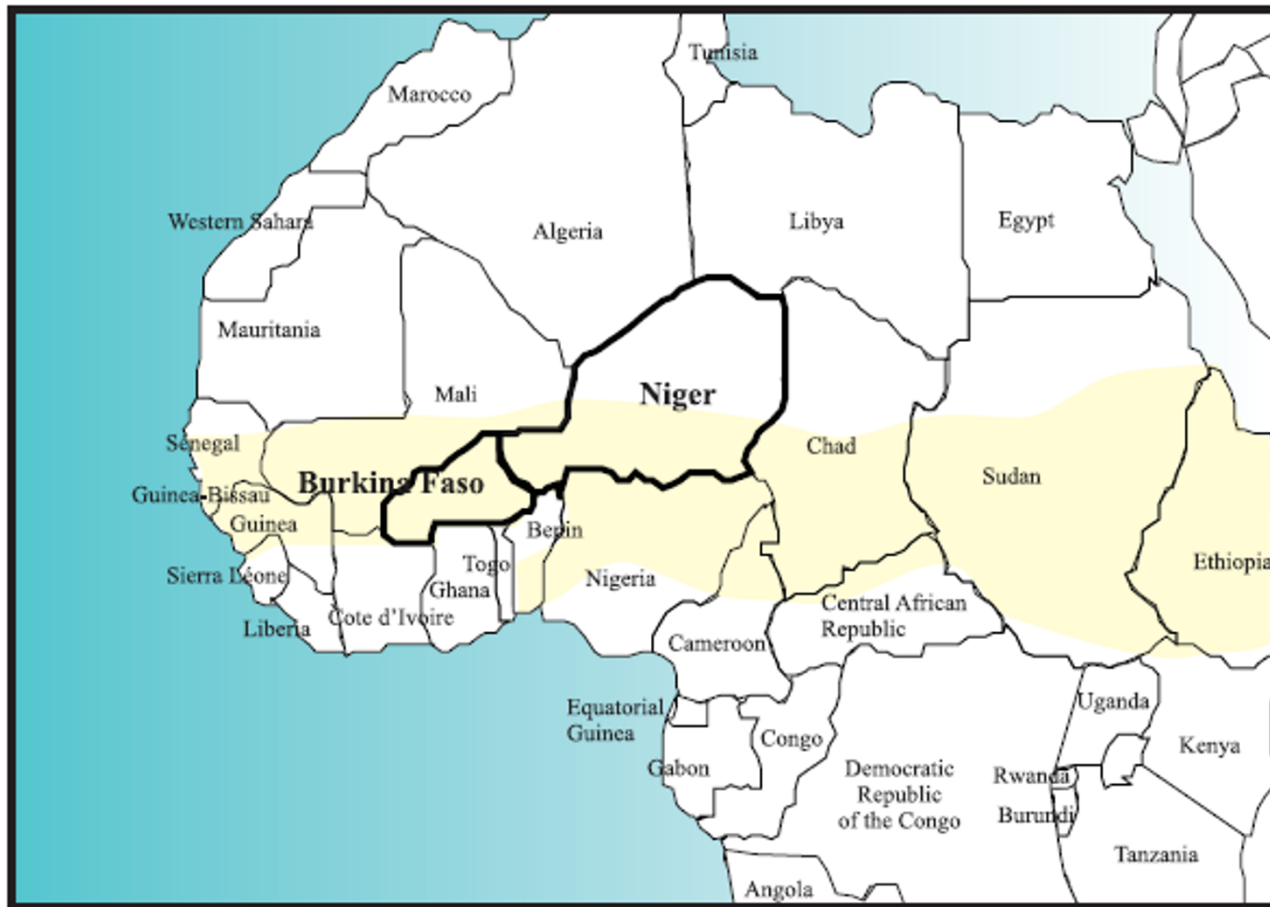 Tunisia
Marocco
Western Sahara
Algeria
Libya
Egypt
Mauritania
Mali
Niger
Senegal
Chad
Sudan
Burkina Faso
Guinea-Bissau
Guinea
Benin
Togo
Ethiopia
Sierra Léone
Nigeria
Ghana
Liberia
Cote d'Ivoire
Central African
Republic
Cameroon
Equatorial
Guinea
Uganda
Congo
Kenya
Gabon
Democratic
Republic
of the Congo
Rwanda
Burundi
Tanzania
Angola